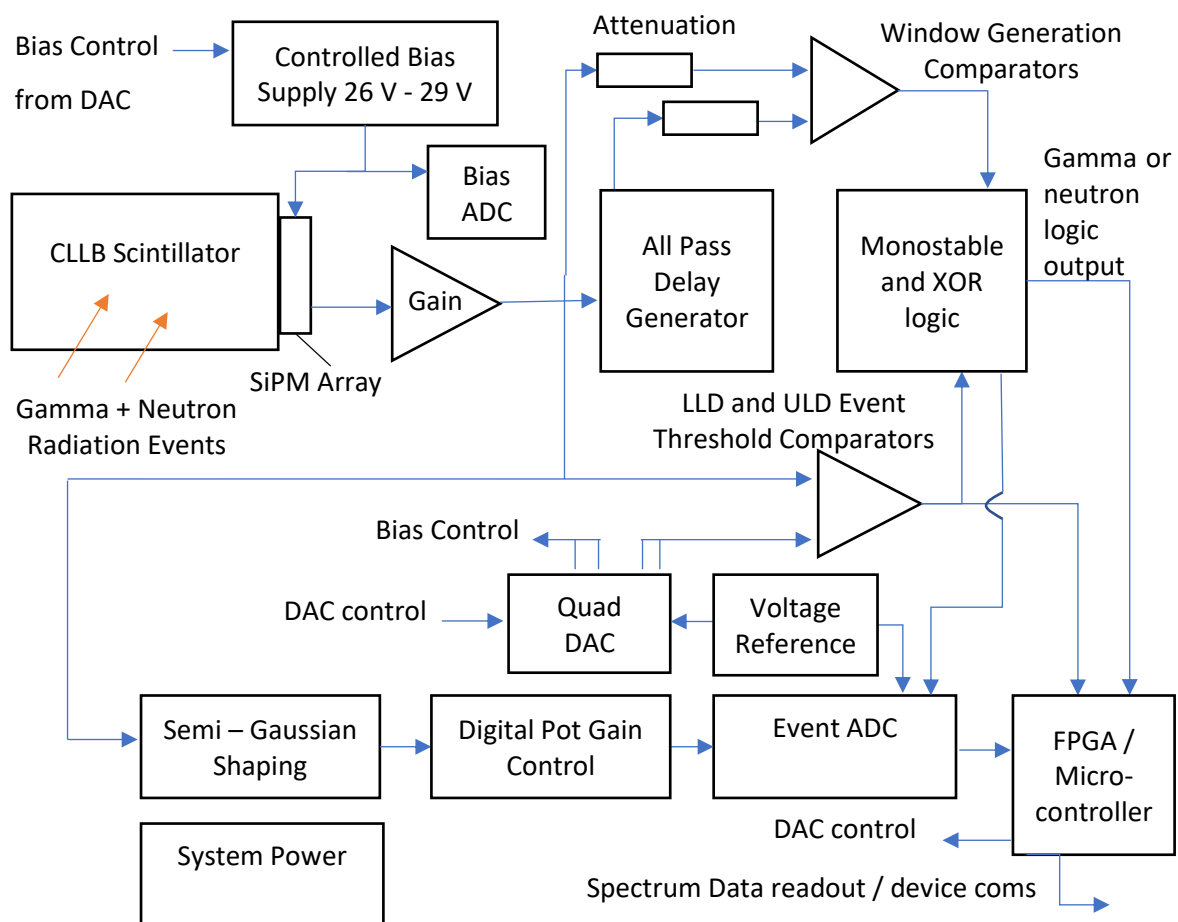 Bias Control
from DAC
Controlled Bias
Supply 26 V - 29 V
Attenuation
Window Generation
Comparators
Bias
ADC
Gamma or
neutron
logic
output
CLLB Scintillator
Gain
All Pass
Delay
Generator
Monostable
and XOR
logic
SiPM Array
Gamma + Neutron
Radiation Events
LLD and ULD Event
Threshold Comparators
Bias Control
DAC control
Quad
DAC
Voltage
Reference
Semi – Gaussian
Shaping
Digital Pot Gain
Control
Event ADC
FPGA /
Micro-
controller
DAC control
System Power
Spectrum Data readout / device coms